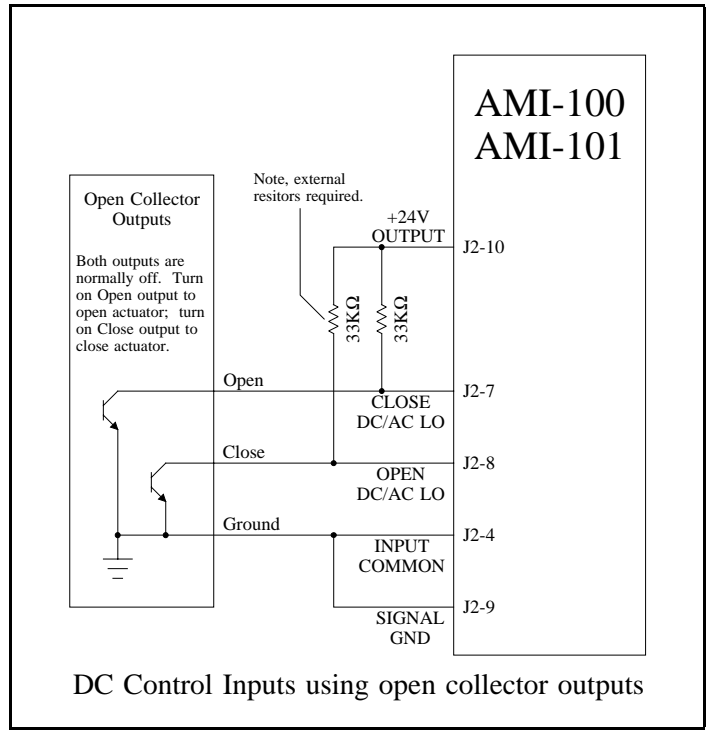 AMI-100
AMI-101
Note, external
resitors required.
Open Collector
Outputs
Both outputs are
normally off.  Turn
on Open output to
open actuator;  turn
on Close output to
close actuator.
+24V
OUTPUT
J2-10
33KΩ
33KΩ
Open
CLOSE
DC/AC LO
J2-7
Close
OPEN
DC/AC LO
J2-8
Ground
INPUT
COMMON
J2-4
SIGNAL
GND
J2-9
DC Control Inputs using open collector outputs